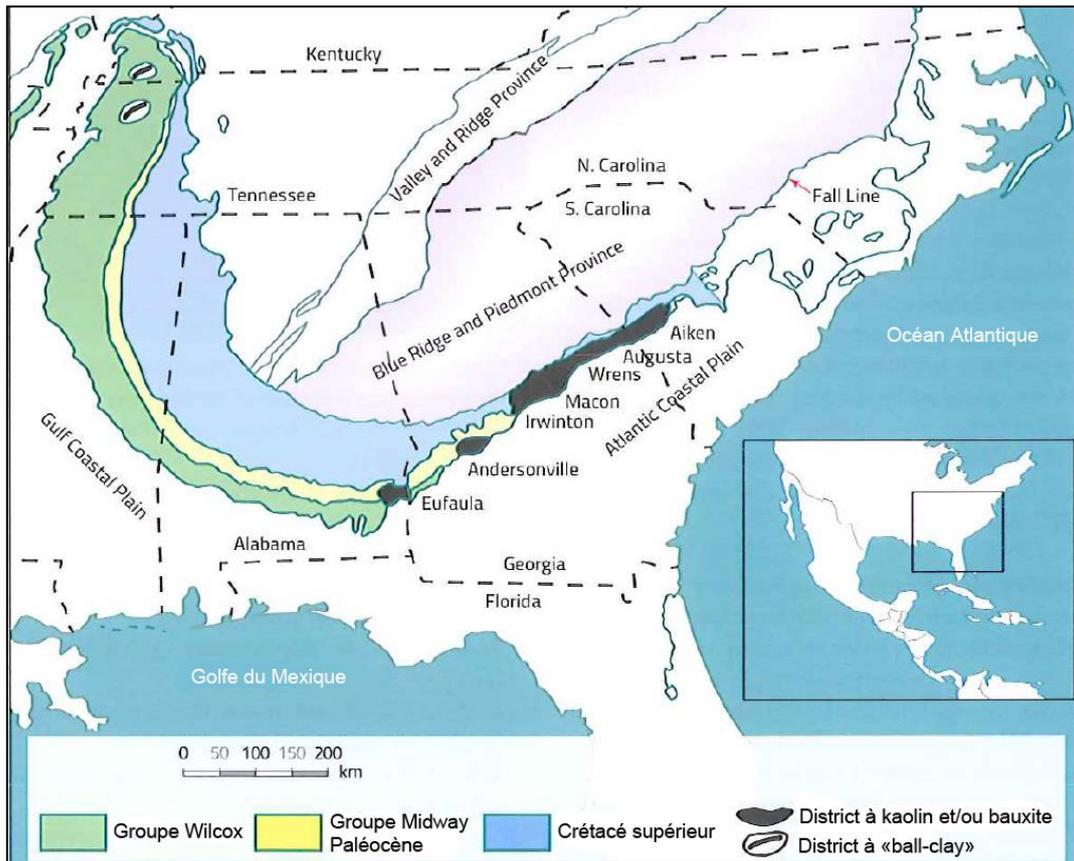 Kentucky
Valley and Ridge Province
Tennessee
N. Carolina
S. Carolina
Fall Line
Blue Ridge and Piedmont Province
Océan Atlantique
Aiken
Augusta
Wrens
Macon
Irwinton
Atlantic Coastal Plain
Andersonville
Eufaula
Gulf Coastal Plain
Alabama
Georgia
Florida
Golfe du Mexique
0 50 100 150 200
km
Groupe Wilcox
Groupe Midway
Paléocène
Crétacé supérieur
District à kaolin et/ou bauxite
District à «ball-clay»